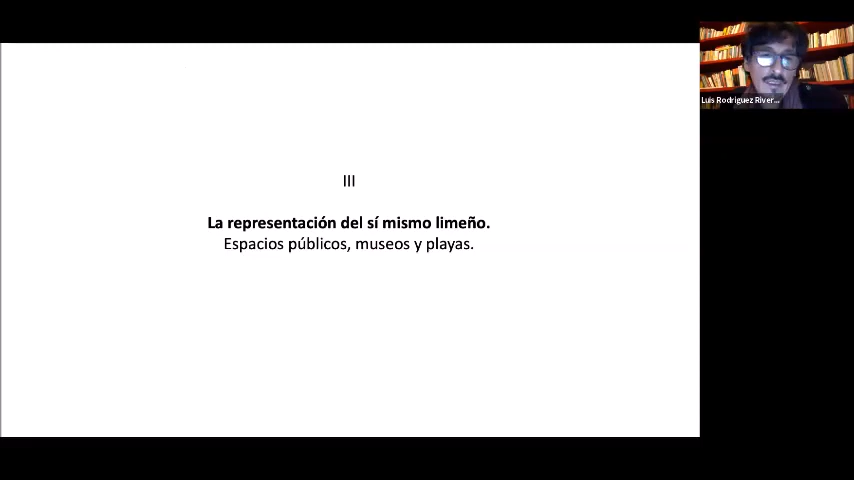 III
La representación del sí mismo limeño.
Espacios públicos, museos y playas.
Luis Rodriguez River...